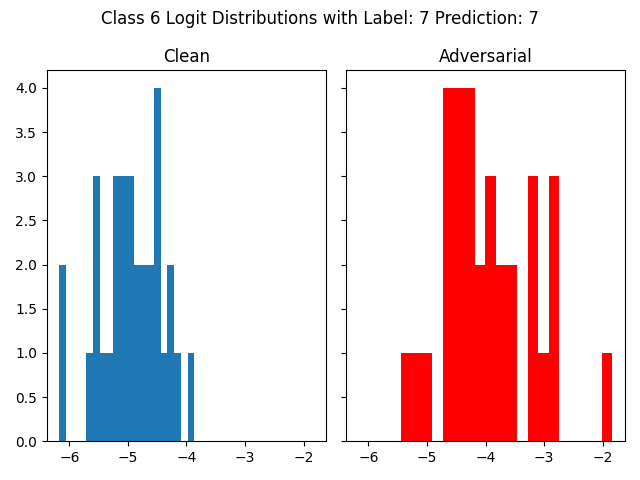 Class 6 Logit Distributions with Label: 7 Prediction: 7
Clean
Adversarial
4.0
3.5
3.0
2.5
2.0
1.5
1.0
0.5
0.0
−6 −5 −4 −3 −2
−6 −5 −4 −3 −2